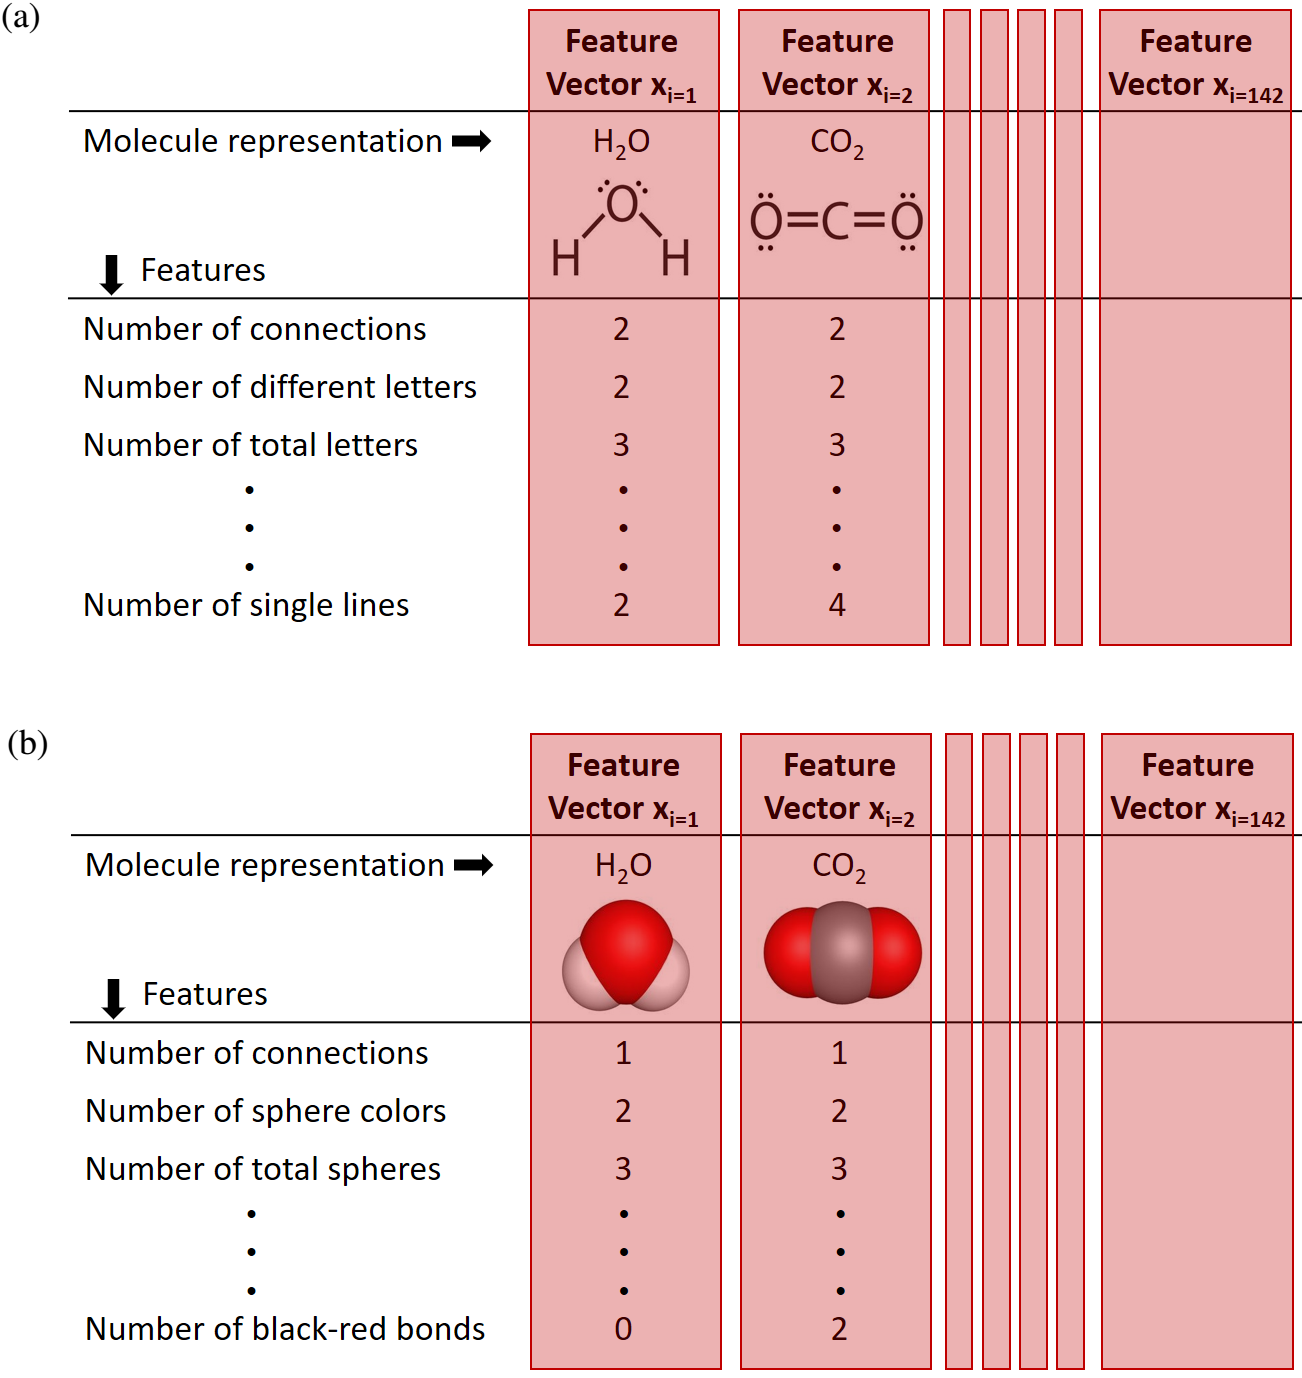 (a)
Feature Vector x_{i=1}
Feature Vector x_{i=2}
Feature Vector x_{i=142}
Molecule representation ➡ H₂O CO₂
O
H H
O=C=O
⬇ Features
Number of connections 2 2
Number of different letters 2 2
Number of total letters 3 3
Number of single lines 2 4
(b)
Feature Vector x_{i=1}
Feature Vector x_{i=2}
Feature Vector x_{i=142}
Molecule representation ➡ H₂O CO₂
⬇ Features
Number of connections 1 1
Number of sphere colors 2 2
Number of total spheres 3 3
Number of black-red bonds 0 2